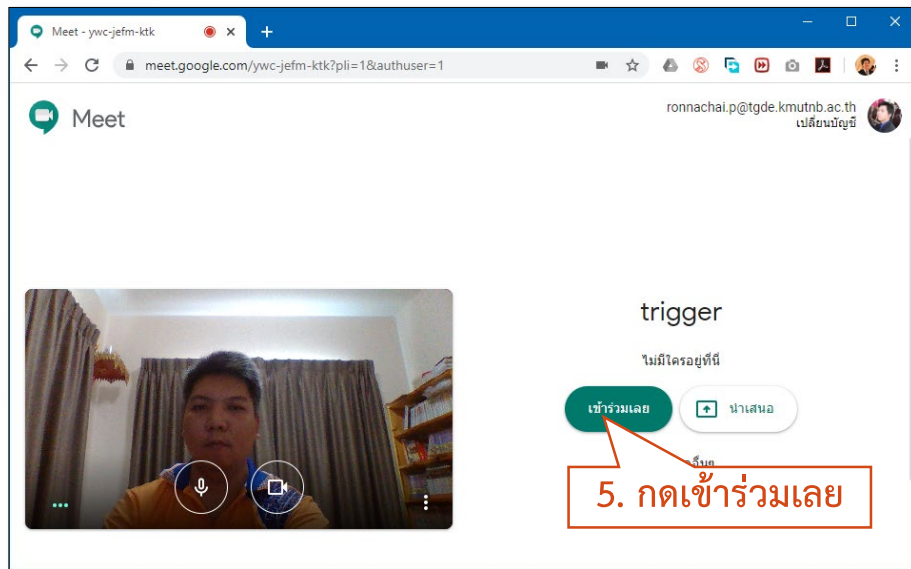 Meet - ywc-jefm-ktk
meet.google.com/ywc-jefm-ktk?pli=1&authuser=1
Meet
ronnachai.p@tgde.kmutnb.ac.th
เปลี่ยนบัญชี
trigger
ไม่มีใครอยู่ที่นี่
เข้าร่วมเลย
นำเสนอ
อื่นๆ
5. กดเข้าร่วมเลย